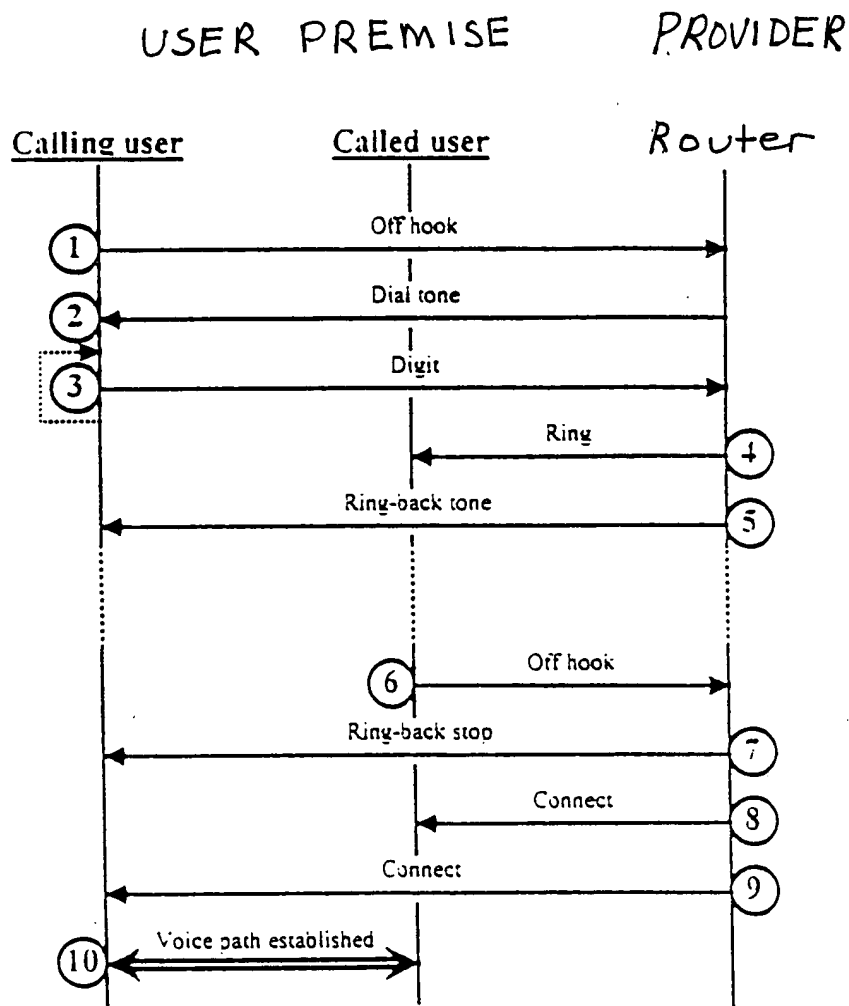 USER PREMISE PROVIDER
Calling user Called user Router
1 Off hook
2 Dial tone
3 Digit
Ring 4
Ring-back tone 5
6 Off hook
Ring-back stop 7
Connect 8
Connect 9
10 Voice path established